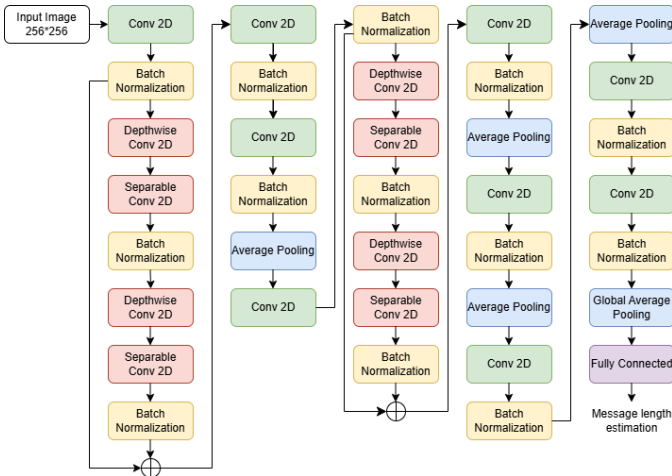 Input Image
256*256
Conv 2D
Batch
Normalization
Depthwise
Conv 2D
Separable
Conv 2D
Batch
Normalization
Depthwise
Conv 2D
Separable
Conv 2D
Batch
Normalization
Conv 2D
Batch
Normalization
Conv 2D
Batch
Normalization
Average Pooling
Conv 2D
Batch
Normalization
Depthwise
Conv 2D
Separable
Conv 2D
Batch
Normalization
Depthwise
Conv 2D
Separable
Conv 2D
Batch
Normalization
Conv 2D
Batch
Normalization
Average Pooling
Conv 2D
Batch
Normalization
Average Pooling
Conv 2D
Batch
Normalization
Average Pooling
Conv 2D
Batch
Normalization
Conv 2D
Batch
Normalization
Global Average
Pooling
Fully Connected
Message length
estimation